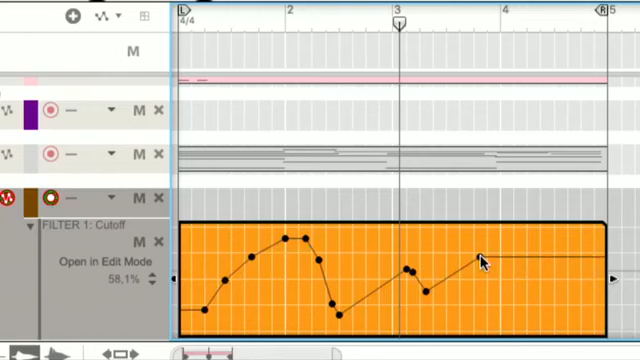 L 2 3 4 R 5
4/4
M
M ×
M ×
M ×
FILTER 1: Cutoff
M ×
Open in Edit Mode
58,1%